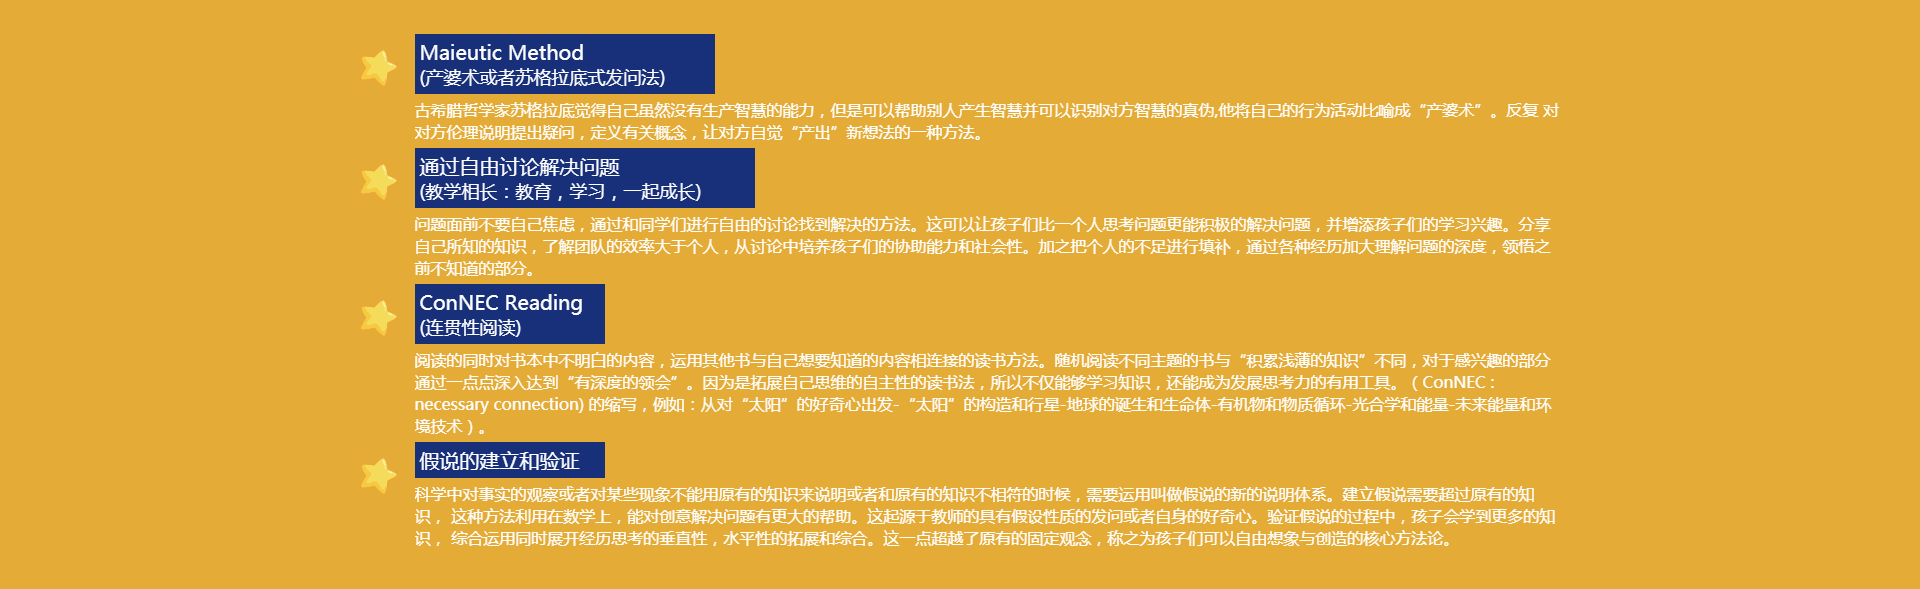 Maieutic Method
(产婆术或者苏格拉底式发问法)
古希腊哲学家苏格拉底觉得自己虽然没有生产智慧的能力，但是可以帮助别人产生智慧并可以识别对方智慧的真伪,他将自己的行为活动比喻成“产婆术”。反复 对
对方伦理说明提出疑问，定义有关概念，让对方自觉“产出”新想法的一种方法。
通过自由讨论解决问题
(教学相长：教育，学习，一起成长)
问题面前不要自己焦虑，通过和同学们进行自由的讨论找到解决的方法。这可以让孩子们比一个人思考问题更能积极的解决问题，并增添孩子们的学习兴趣。分享
自己所知的知识，了解团队的效率大于个人，从讨论中培养孩子们的协助能力和社会性。加之把个人的不足进行填补，通过各种经历加大理解问题的深度，领悟之
前不知道的部分。
ConNEC Reading
(连贯性阅读)
阅读的同时对书本中不明白的内容，运用其他书与自己想要知道的内容相连接的读书方法。随机阅读不同主题的书与“积累浅薄的知识”不同，对于感兴趣的部分
通过一点点深入达到“有深度的领会”。因为是拓展自己思维的自主性的读书法，所以不仅能够学习知识，还能成为发展思考力的有用工具。（ConNEC：
necessary connection) 的缩写，例如：从对“太阳”的好奇心出发-“太阳”的构造和行星-地球的诞生和生命体-有机物和物质循环-光合学和能量-未来能量和环
境技术）。
假说的建立和验证
科学中对事实的观察或者对某些现象不能用原有的知识来说明或者和原有的知识不相符的时候，需要运用叫做假说的新的说明体系。建立假说需要超过原有的知
识， 这种方法利用在数学上，能对创意解决问题有更大的帮助。这起源于教师的具有假设性质的发问或者自身的好奇心。验证假说的过程中，孩子会学到更多的知
识， 综合运用同时展开经历思考的垂直性，水平性的拓展和综合。这一点超越了原有的固定观念，称之为孩子们可以自由想象与创造的核心方法论。